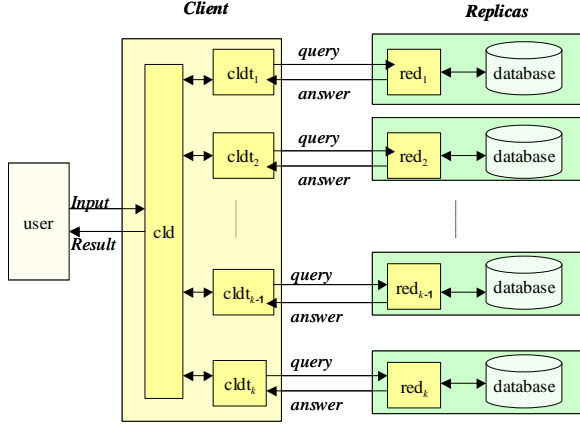 Client
Replicas
query
cldt1
red1
database
answer
query
cldt2
red2
database
answer
Input
user
cld
Result
query
cldtk-1
redk-1
database
answer
query
cldtk
redk
database
answer